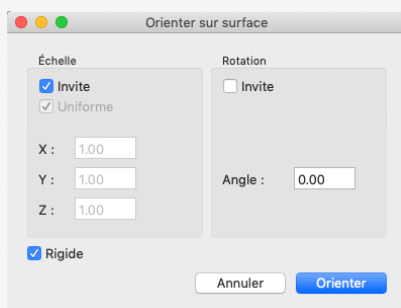 Orienter sur surface
Échelle
Invite
Uniforme
X : 1.00
Y : 1.00
Z : 1.00
Rotation
Invite
Angle : 0.00
Rigide
Annuler Orienter